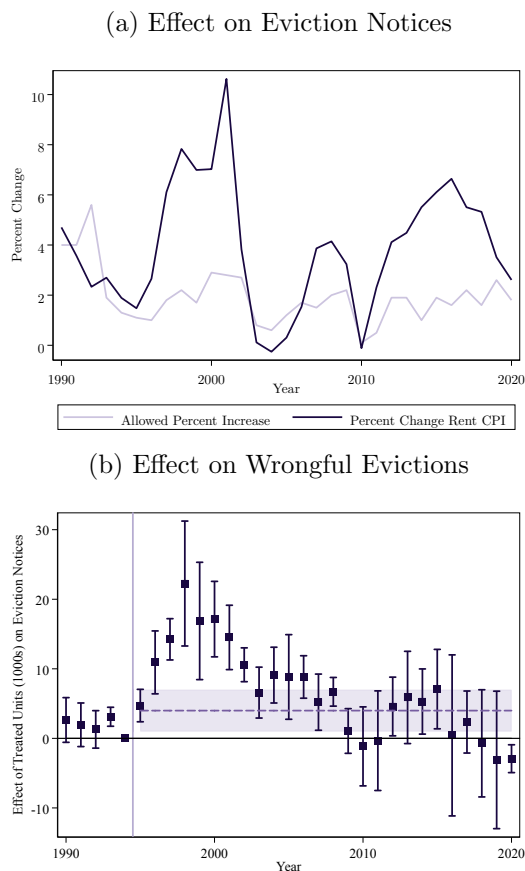 (a) Effect on Eviction Notices
Percent Change
10
8
6
4
2
0
1990 2000 2010 2020
Year
Allowed Percent Increase Percent Change Rent CPI
(b) Effect on Wrongful Evictions
Effect of Treated Units (1000s) on Eviction Notices
30
20
10
0
-10
1990 2000 2010 2020
Year